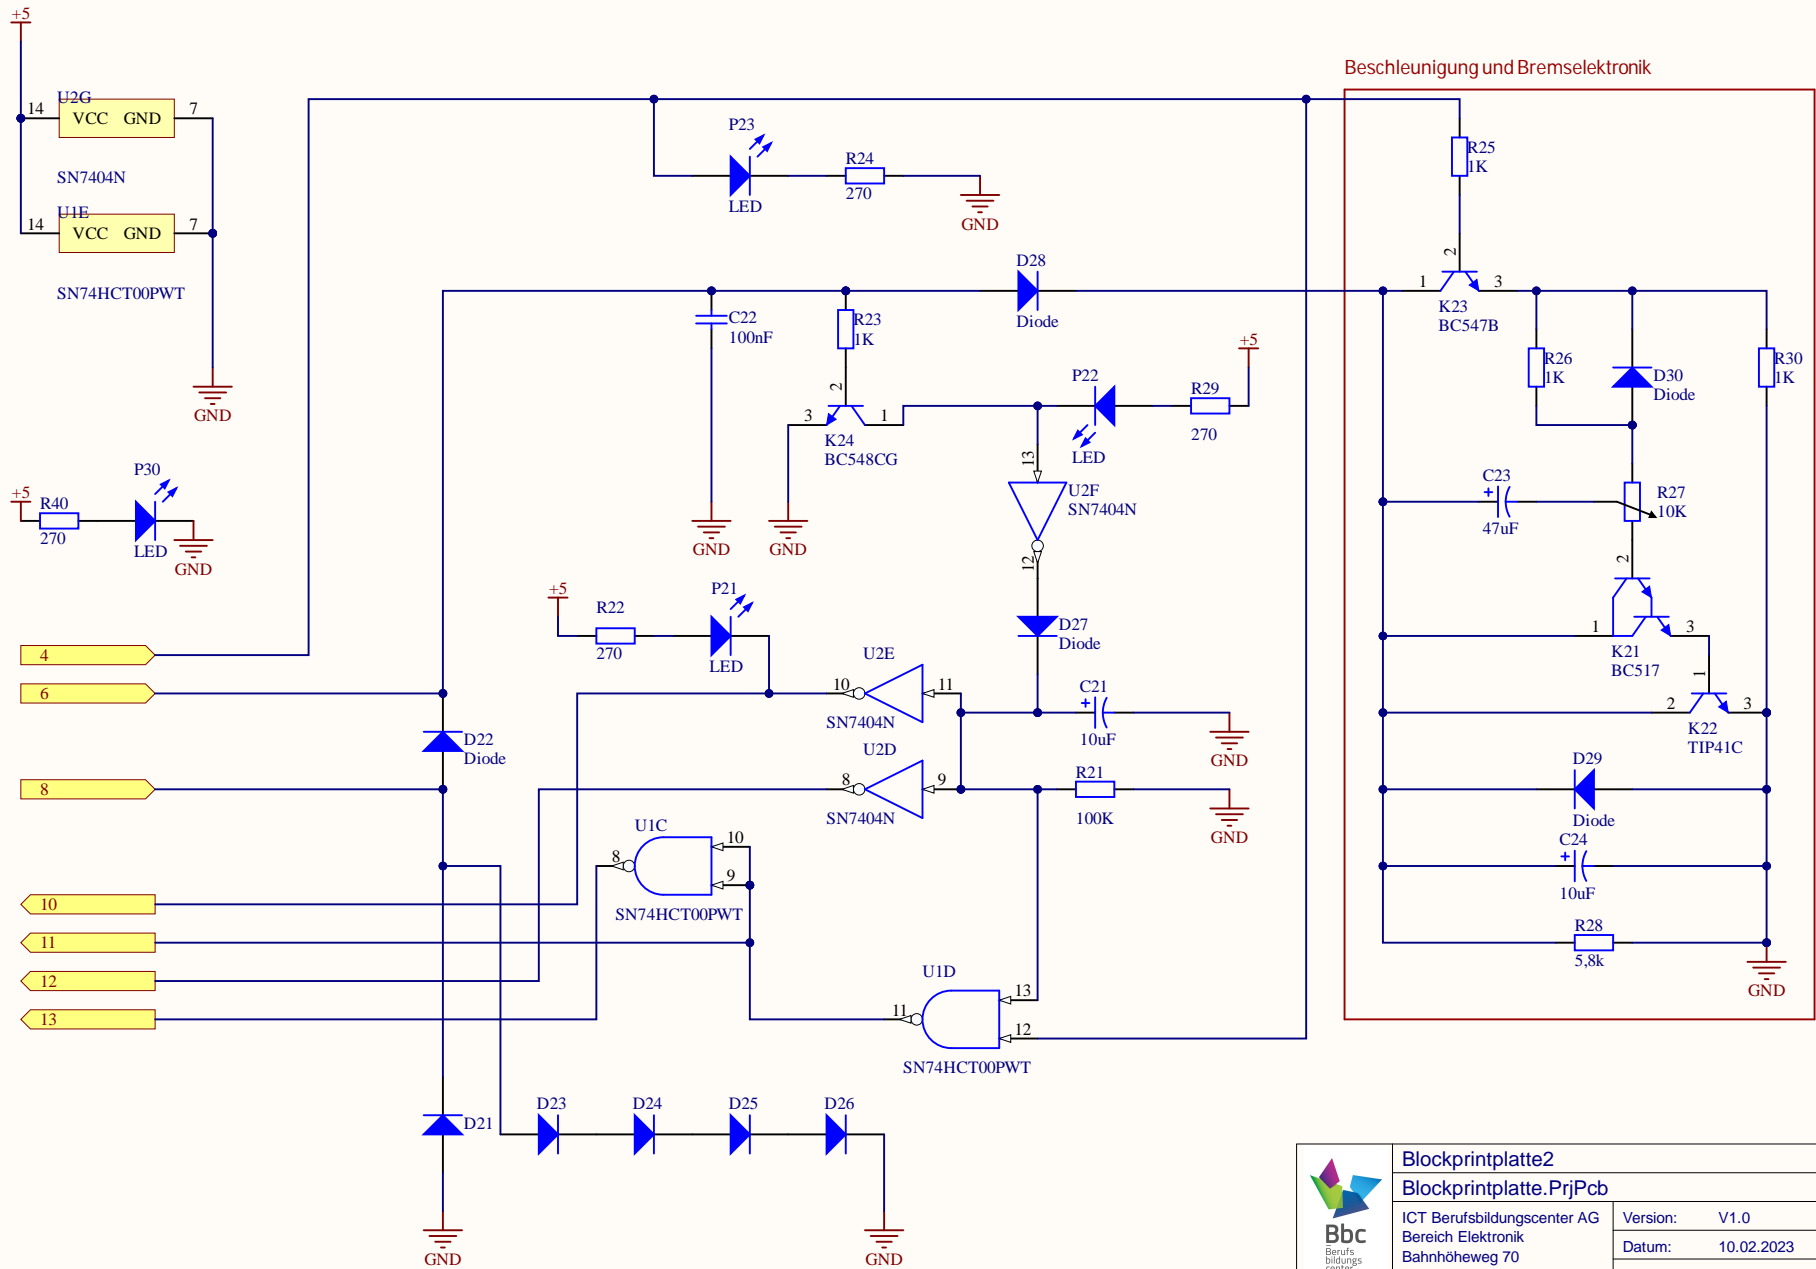 +5
U2G
14
VCC GND
7
SN7404N
U1E
14
VCC GND
7
SN74HCT00PWT
GND
+5
R40
270
P30
LED
GND
4
6
8
10
11
12
13
P23
LED
R24
270
GND
D28
Diode
C22
100nF
GND
R23
1K
2
3
1
K24
BC548CG
GND
P22
LED
R29
270
+5
13
U2F
SN7404N
12
D27
Diode
+5
R22
270
P21
LED
U2E
10
11
SN7404N
C21
+
10uF
GND
U2D
8
9
SN7404N
R21
100K
GND
D22
Diode
U1C
8
10
9
SN74HCT00PWT
U1D
11
13
12
SN74HCT00PWT
D21
GND
D23
D24
D25
D26
GND
Beschleunigung und Bremselektronik
R25
1K
2
1
3
K23
BC547B
R26
1K
D30
Diode
R30
1K
C23
+
47uF
R27
10K
2
1
3
K21
BC517
1
2
3
K22
TIP41C
D29
Diode
C24
+
10uF
R28
5,8k
GND
Bbc
Berufs
bildungs
center
Blockprintplatte2
Blockprintplatte.PrjPcb
ICT Berufsbildungscenter AG
Bereich Elektronik
Bahnhöheweg 70
Version: V1.0
Datum: 10.02.2023